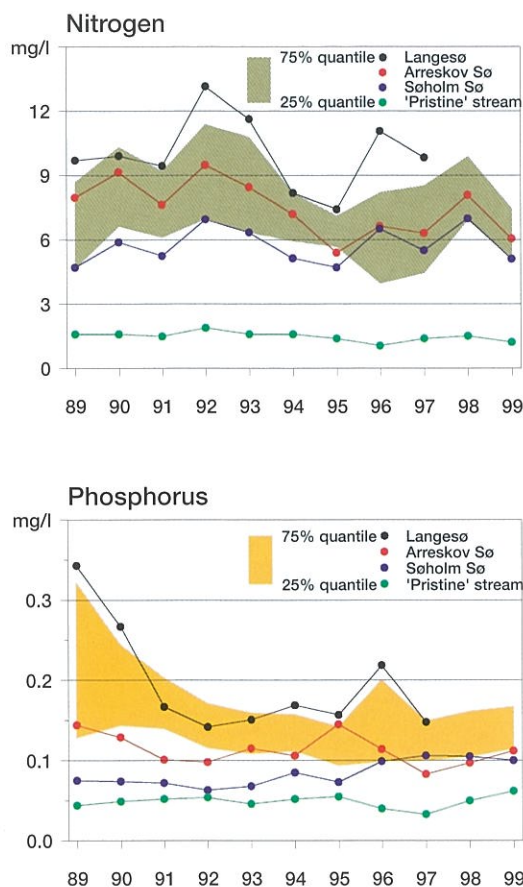 Nitrogen
mg/l
75% quantile Langesø
Arreskov Sø
Søholm Sø
25% quantile 'Pristine' stream
12
9
6
3
0
89 90 91 92 93 94 95 96 97 98 99
Phosphorus
mg/l
75% quantile Langesø
Arreskov Sø
Søholm Sø
25% quantile 'Pristine' stream
0.3
0.2
0.1
0.0
89 90 91 92 93 94 95 96 97 98 99